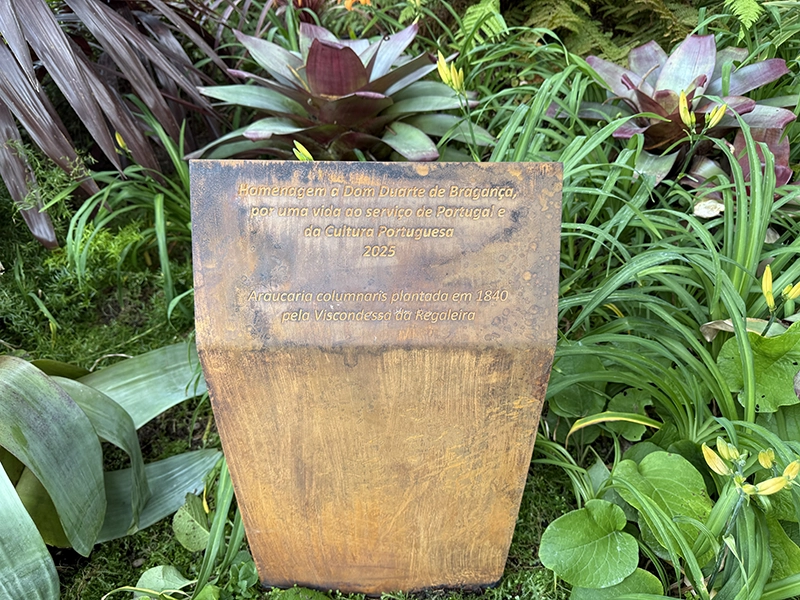 Homenagem a Dom Duarte de Bragança,
por uma vida ao serviço de Portugal e
da Cultura Portuguesa
2025
Araucaria columnaris plantada em 1840
pela Viscondessa da Regaleira